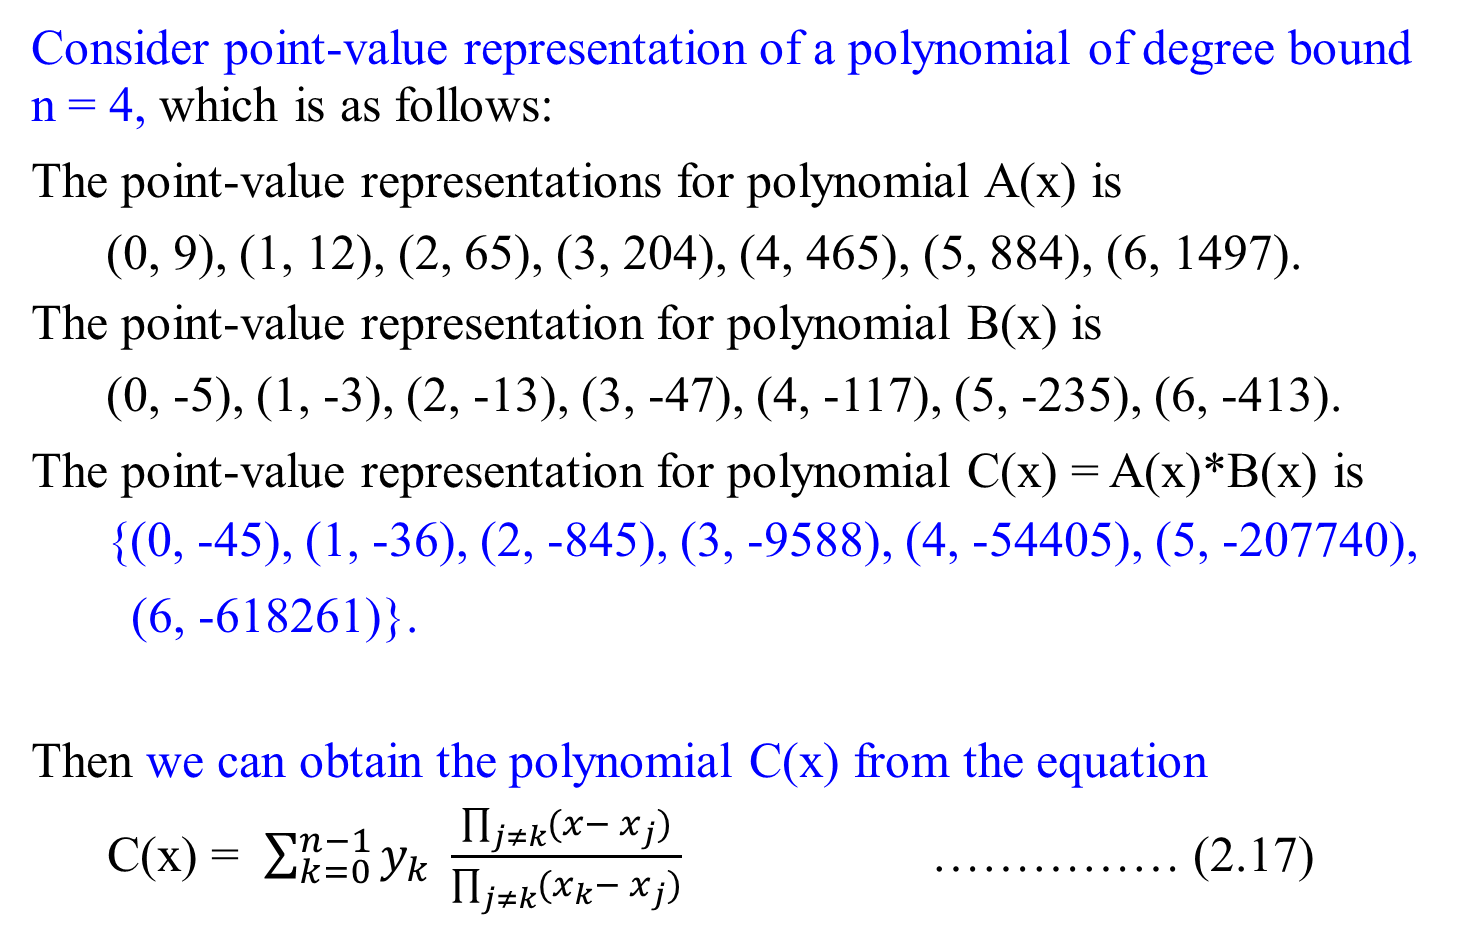 Consider point-value representation of a polynomial of degree bound
n = 4, which is as follows:
The point-value representations for polynomial A(x) is
(0, 9), (1, 12), (2, 65), (3, 204), (4, 465), (5, 884), (6, 1497).
The point-value representation for polynomial B(x) is
(0, -5), (1, -3), (2, -13), (3, -47), (4, -117), (5, -235), (6, -413).
The point-value representation for polynomial C(x) = A(x)*B(x) is
{(0, -45), (1, -36), (2, -845), (3, -9588), (4, -54405), (5, -207740),
(6, -618261)}.
Then we can obtain the polynomial C(x) from the equation
C(x) = ∑_{k=0}^{n−1} y_k \frac{∏_{j≠k}(x− x_j)}{∏_{j≠k}(x_k− x_j)} …………… (2.17)